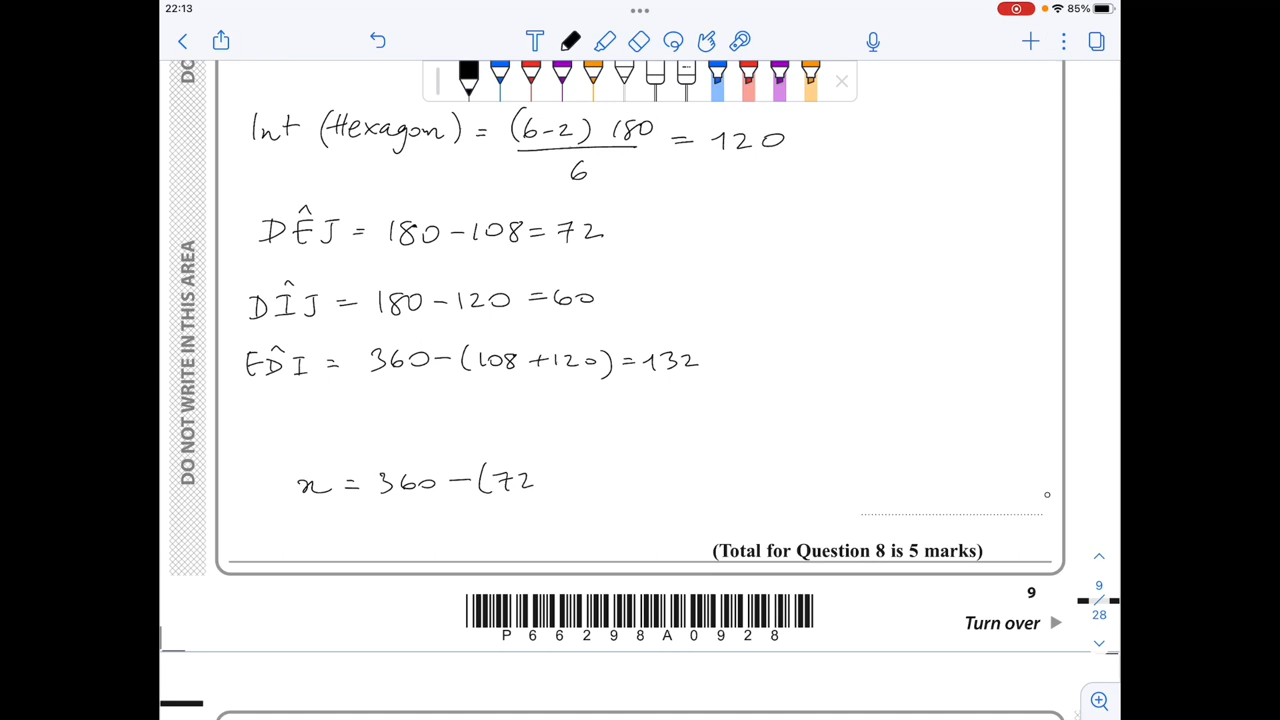 22:13
85%
DO
Int (Hexagon) = (6-2) 180 / 6 = 120
DÊJ = 180 - 108 = 72
DÎJ = 180 - 120 = 60
ED̂I = 360 - (108 + 120) = 132
x = 360 - (72
DO NOT WRITE IN THIS AREA
°
(Total for Question 8 is 5 marks)
9
Turn over
P 6 6 2 9 8 A 0 9 2 8
9
28